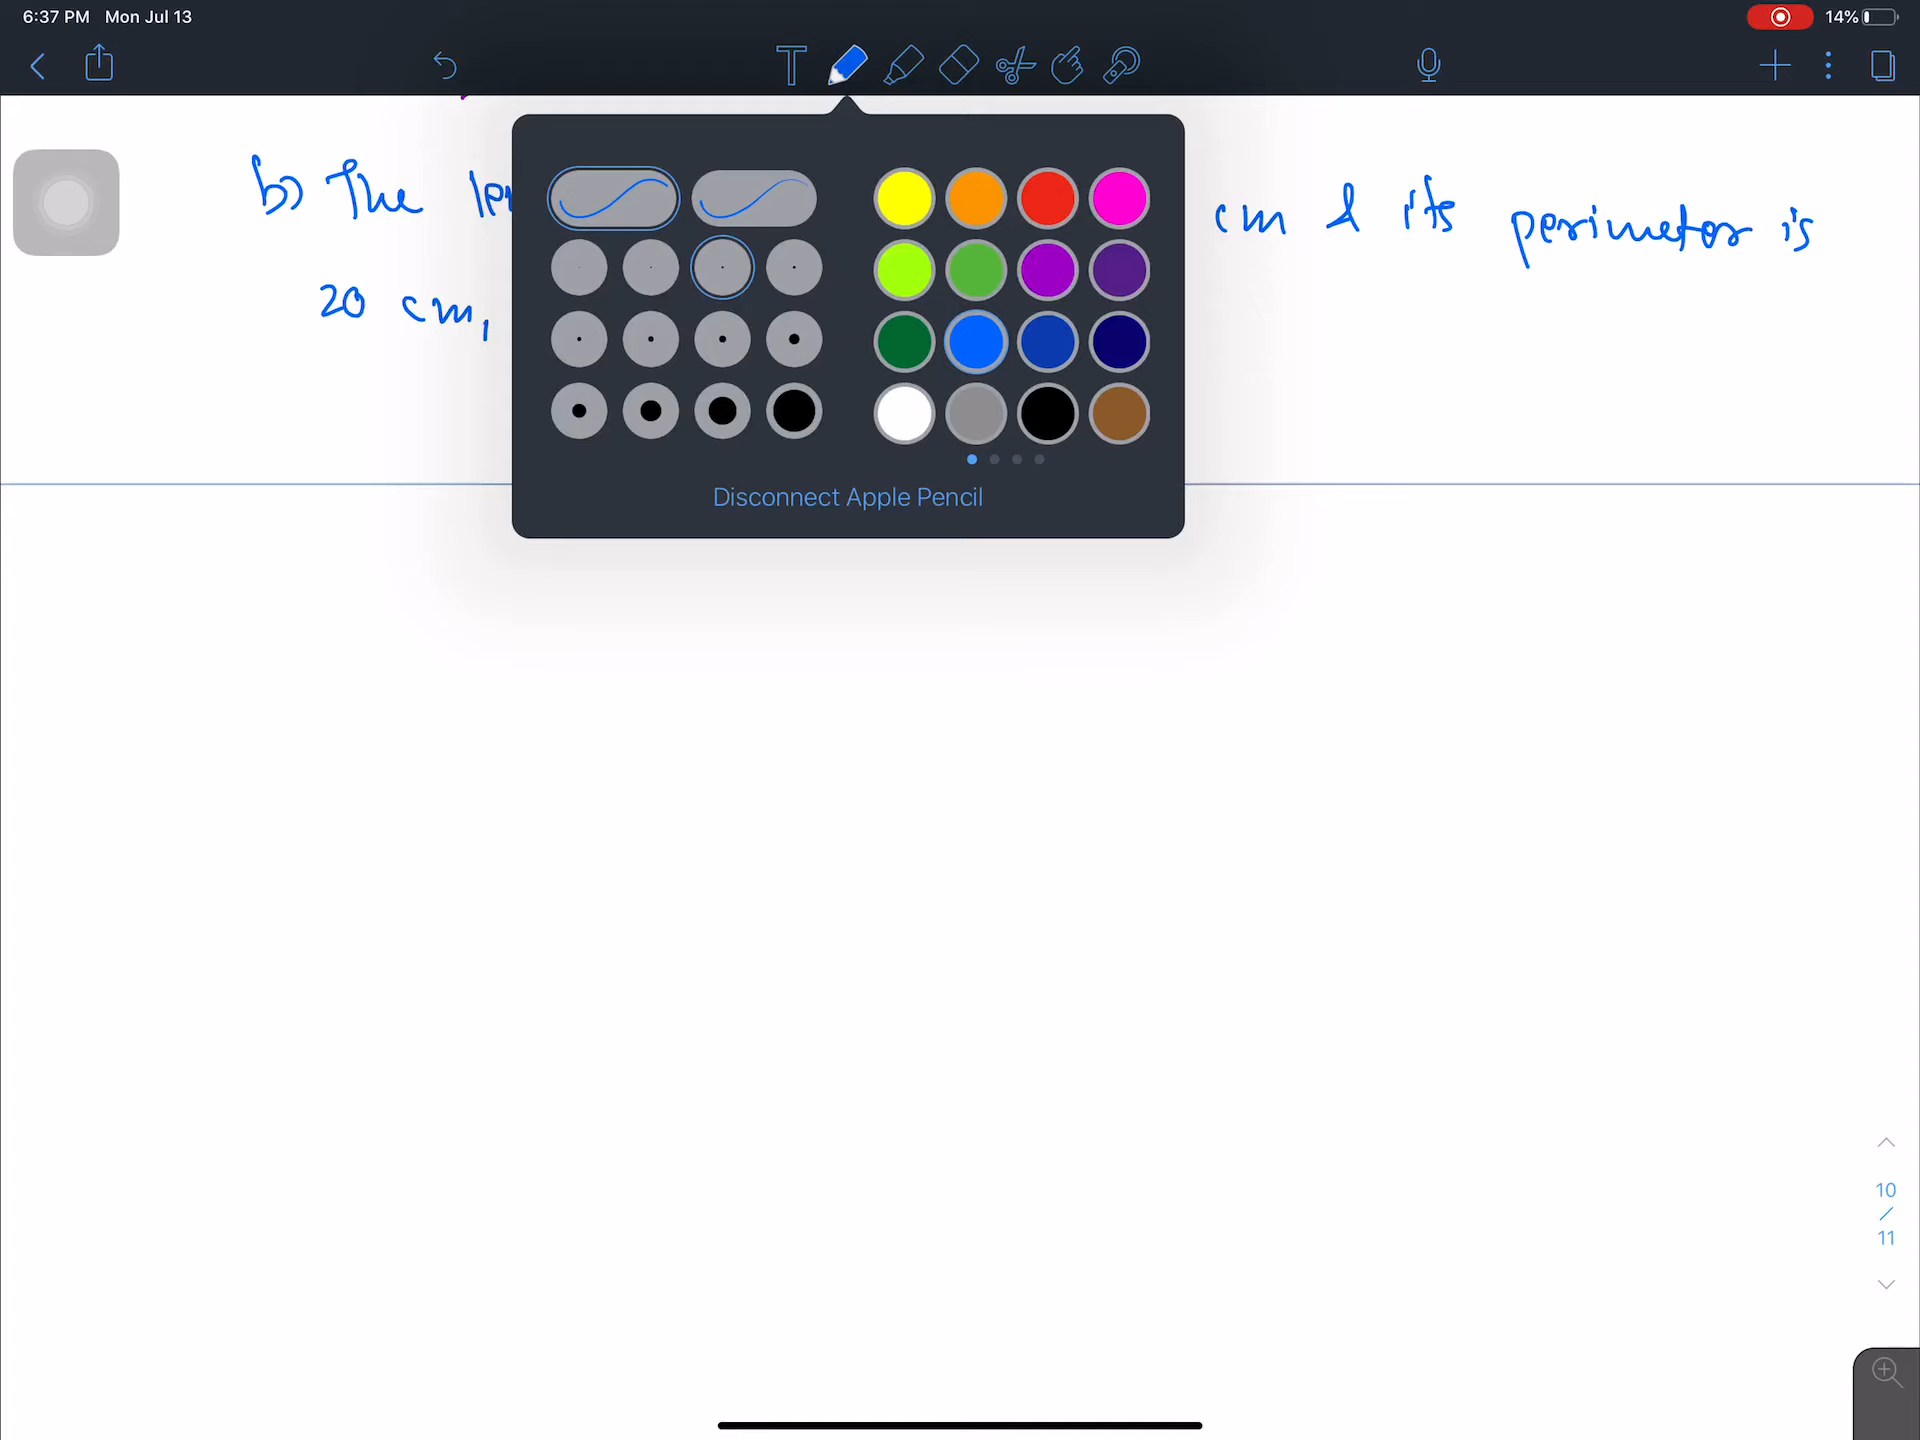 6:37 PM Mon Jul 13 14%
b) The len cm & its perimeter is
20 cm,
Disconnect Apple Pencil
10
/
11